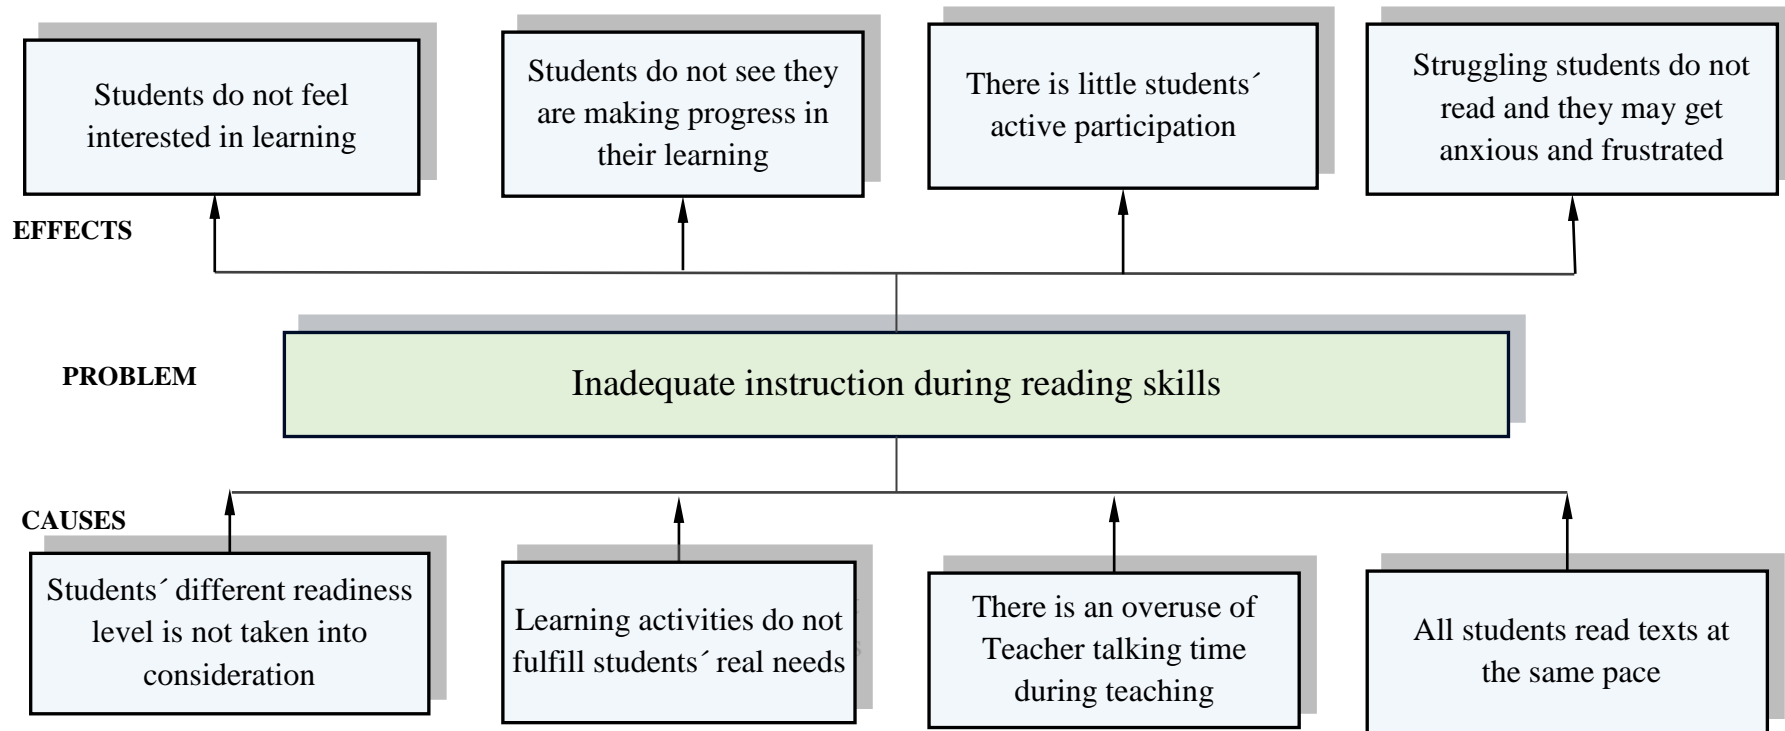 Students do not feel
interested in learning
Students do not see they
are making progress in
their learning
There is little students´
active participation
Struggling students do not
read and they may get
anxious and frustrated
EFFECTS
PROBLEM
Inadequate instruction during reading skills
CAUSES
Students´ different readiness
level is not taken into
consideration
Learning activities do not
fulfill students´ real needs
There is an overuse of
Teacher talking time
during teaching
All students read texts at
the same pace